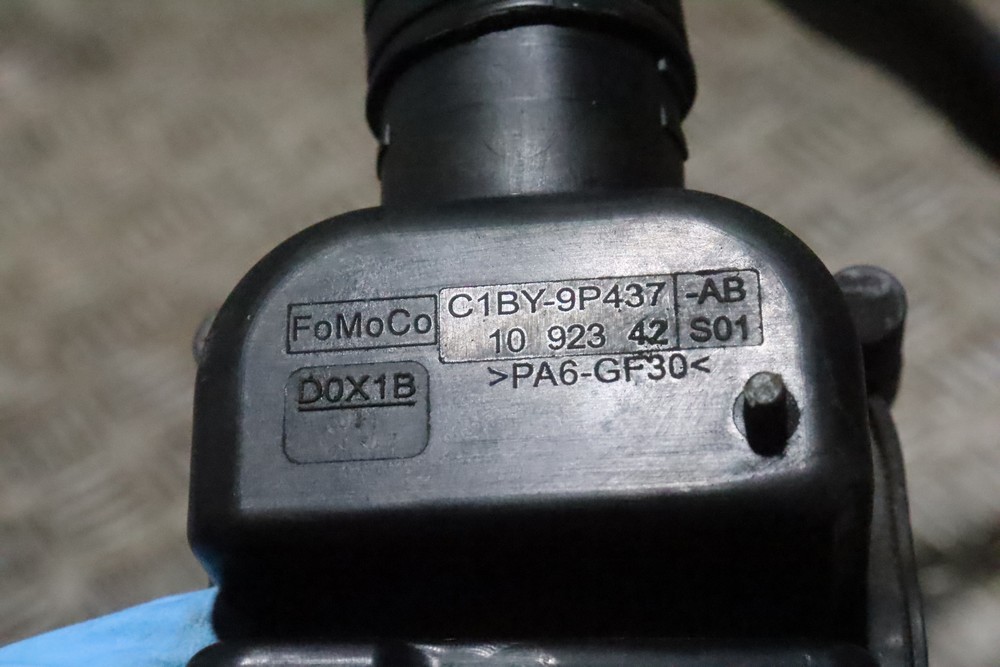 FoMoCo C1BY-9P437 -AB
10 923 42 S01
>PA6-GF30<
D0X1B